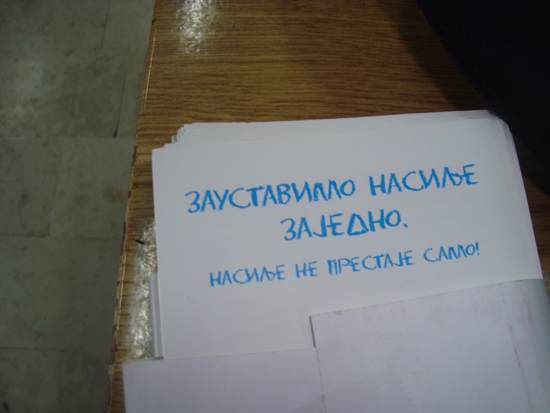 ЗАУСТАВИМО НАСИЉЕ
ЗАЈЕДНО.
НАСИЉЕ НЕ ПРЕСТАЈЕ САМО!